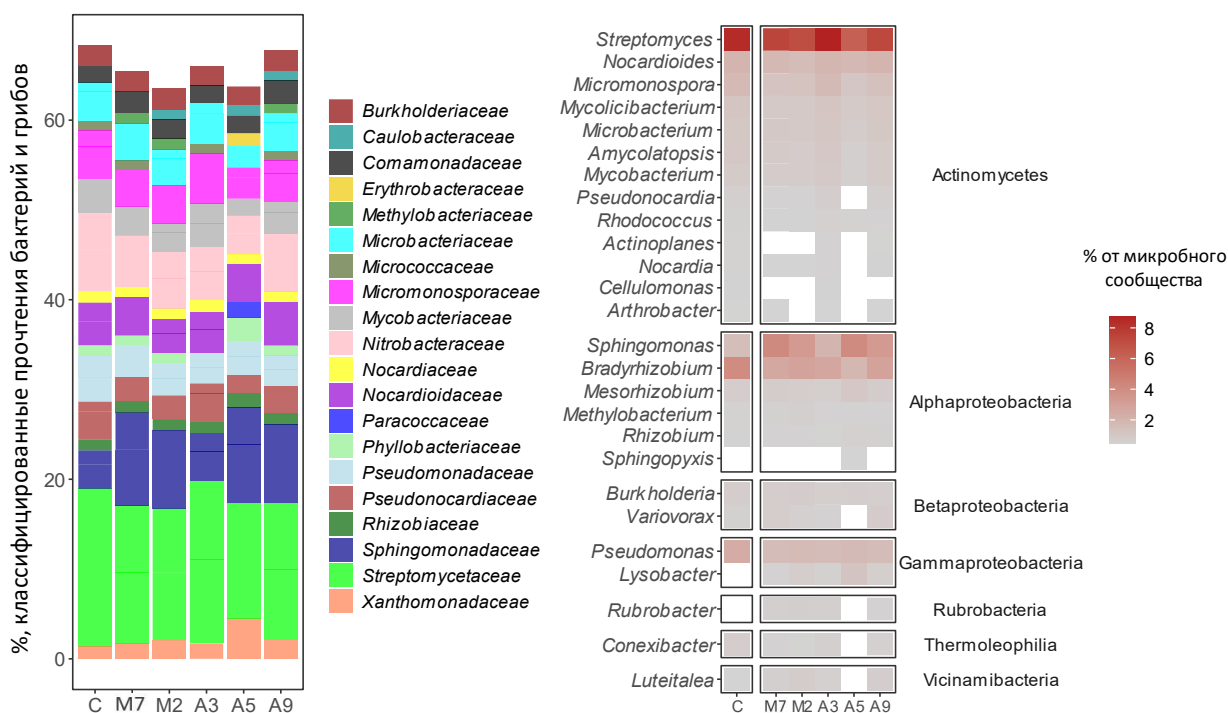 %, классифицированные прочтения бактерий и грибов
60
40
20
0
C M7 M2 A3 A5 A9
Burkholderiaceae
Caulobacteraceae
Comamonadaceae
Erythrobacteraceae
Methylobacteriaceae
Microbacteriaceae
Micrococcaceae
Micromonosporaceae
Mycobacteriaceae
Nitrobacteraceae
Nocardiaceae
Nocardioidaceae
Paracoccaceae
Phyllobacteriaceae
Pseudomonadaceae
Pseudonocardiaceae
Rhizobiaceae
Sphingomonadaceae
Streptomycetaceae
Xanthomonadaceae
Streptomyces
Nocardioides
Micromonospora
Mycolicibacterium
Microbacterium
Amycolatopsis
Mycobacterium
Pseudonocardia
Rhodococcus
Actinoplanes
Nocardia
Cellulomonas
Arthrobacter
Actinomycetes
Sphingomonas
Bradyrhizobium
Mesorhizobium
Methylobacterium
Rhizobium
Sphingopyxis
Alphaproteobacteria
Burkholderia
Variovorax
Betaproteobacteria
Pseudomonas
Lysobacter
Gammaproteobacteria
Rubrobacter
Rubrobacteria
Conexibacter
Thermoleophilia
Luteitalea
Vicinamibacteria
C M7 M2 A3 A5 A9
% от микробного
сообщества
8
6
4
2